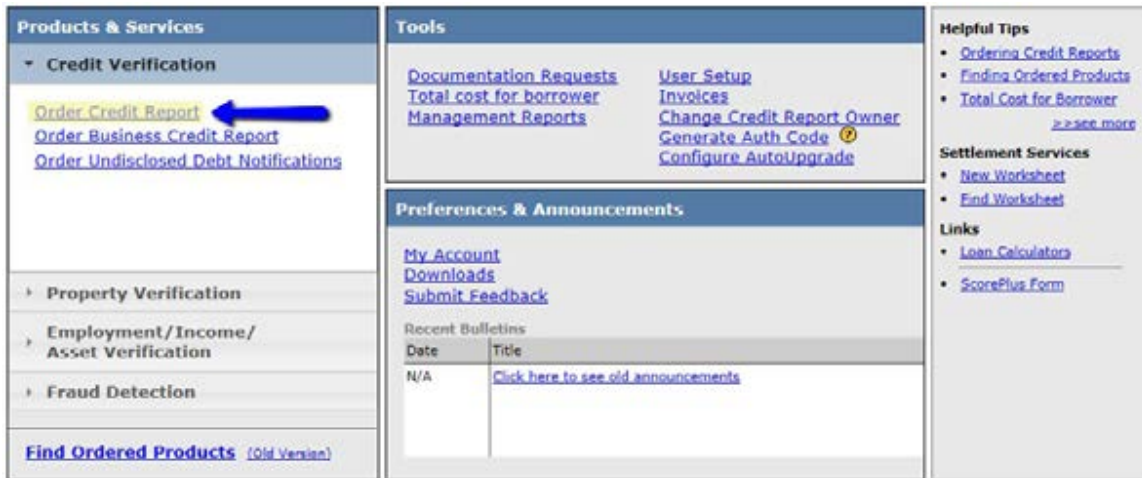 Products & Services
Credit Verification
Order Credit Report
Order Business Credit Report
Order Undisclosed Debt Notifications
Property Verification
Employment/Income/
Asset Verification
Fraud Detection
Find Ordered Products (Old Version)
Tools
Documentation Requests
Total cost for borrower
Management Reports
User Setup
Invoices
Change Credit Report Owner
Generate Auth Code ?
Configure AutoUpgrade
Preferences & Announcements
My Account
Downloads
Submit Feedback
Recent Bulletins
Date Title
N/A Click here to see old announcements
Helpful Tips
• Ordering Credit Reports
• Finding Ordered Products
• Total Cost for Borrower
>>see more
Settlement Services
• New Worksheet
• Find Worksheet
Links
• Loan Calculators
• ScorePlus Form